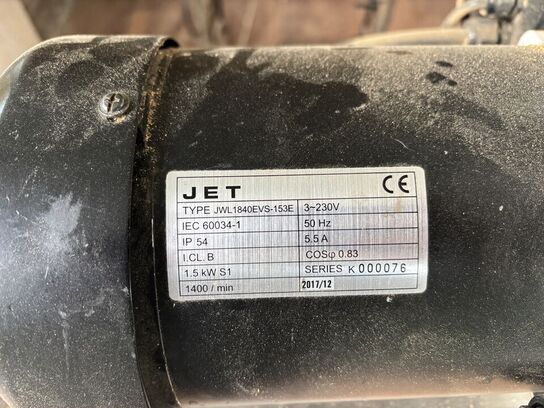 JET CE
TYPE JWL1840EVS-153E 3~230V
IEC 60034-1 50 Hz
IP 54 5.5 A
I.CL. B COSφ 0.83
1.5 kW S1 SERIES K 000076
1400 / min 2017/12